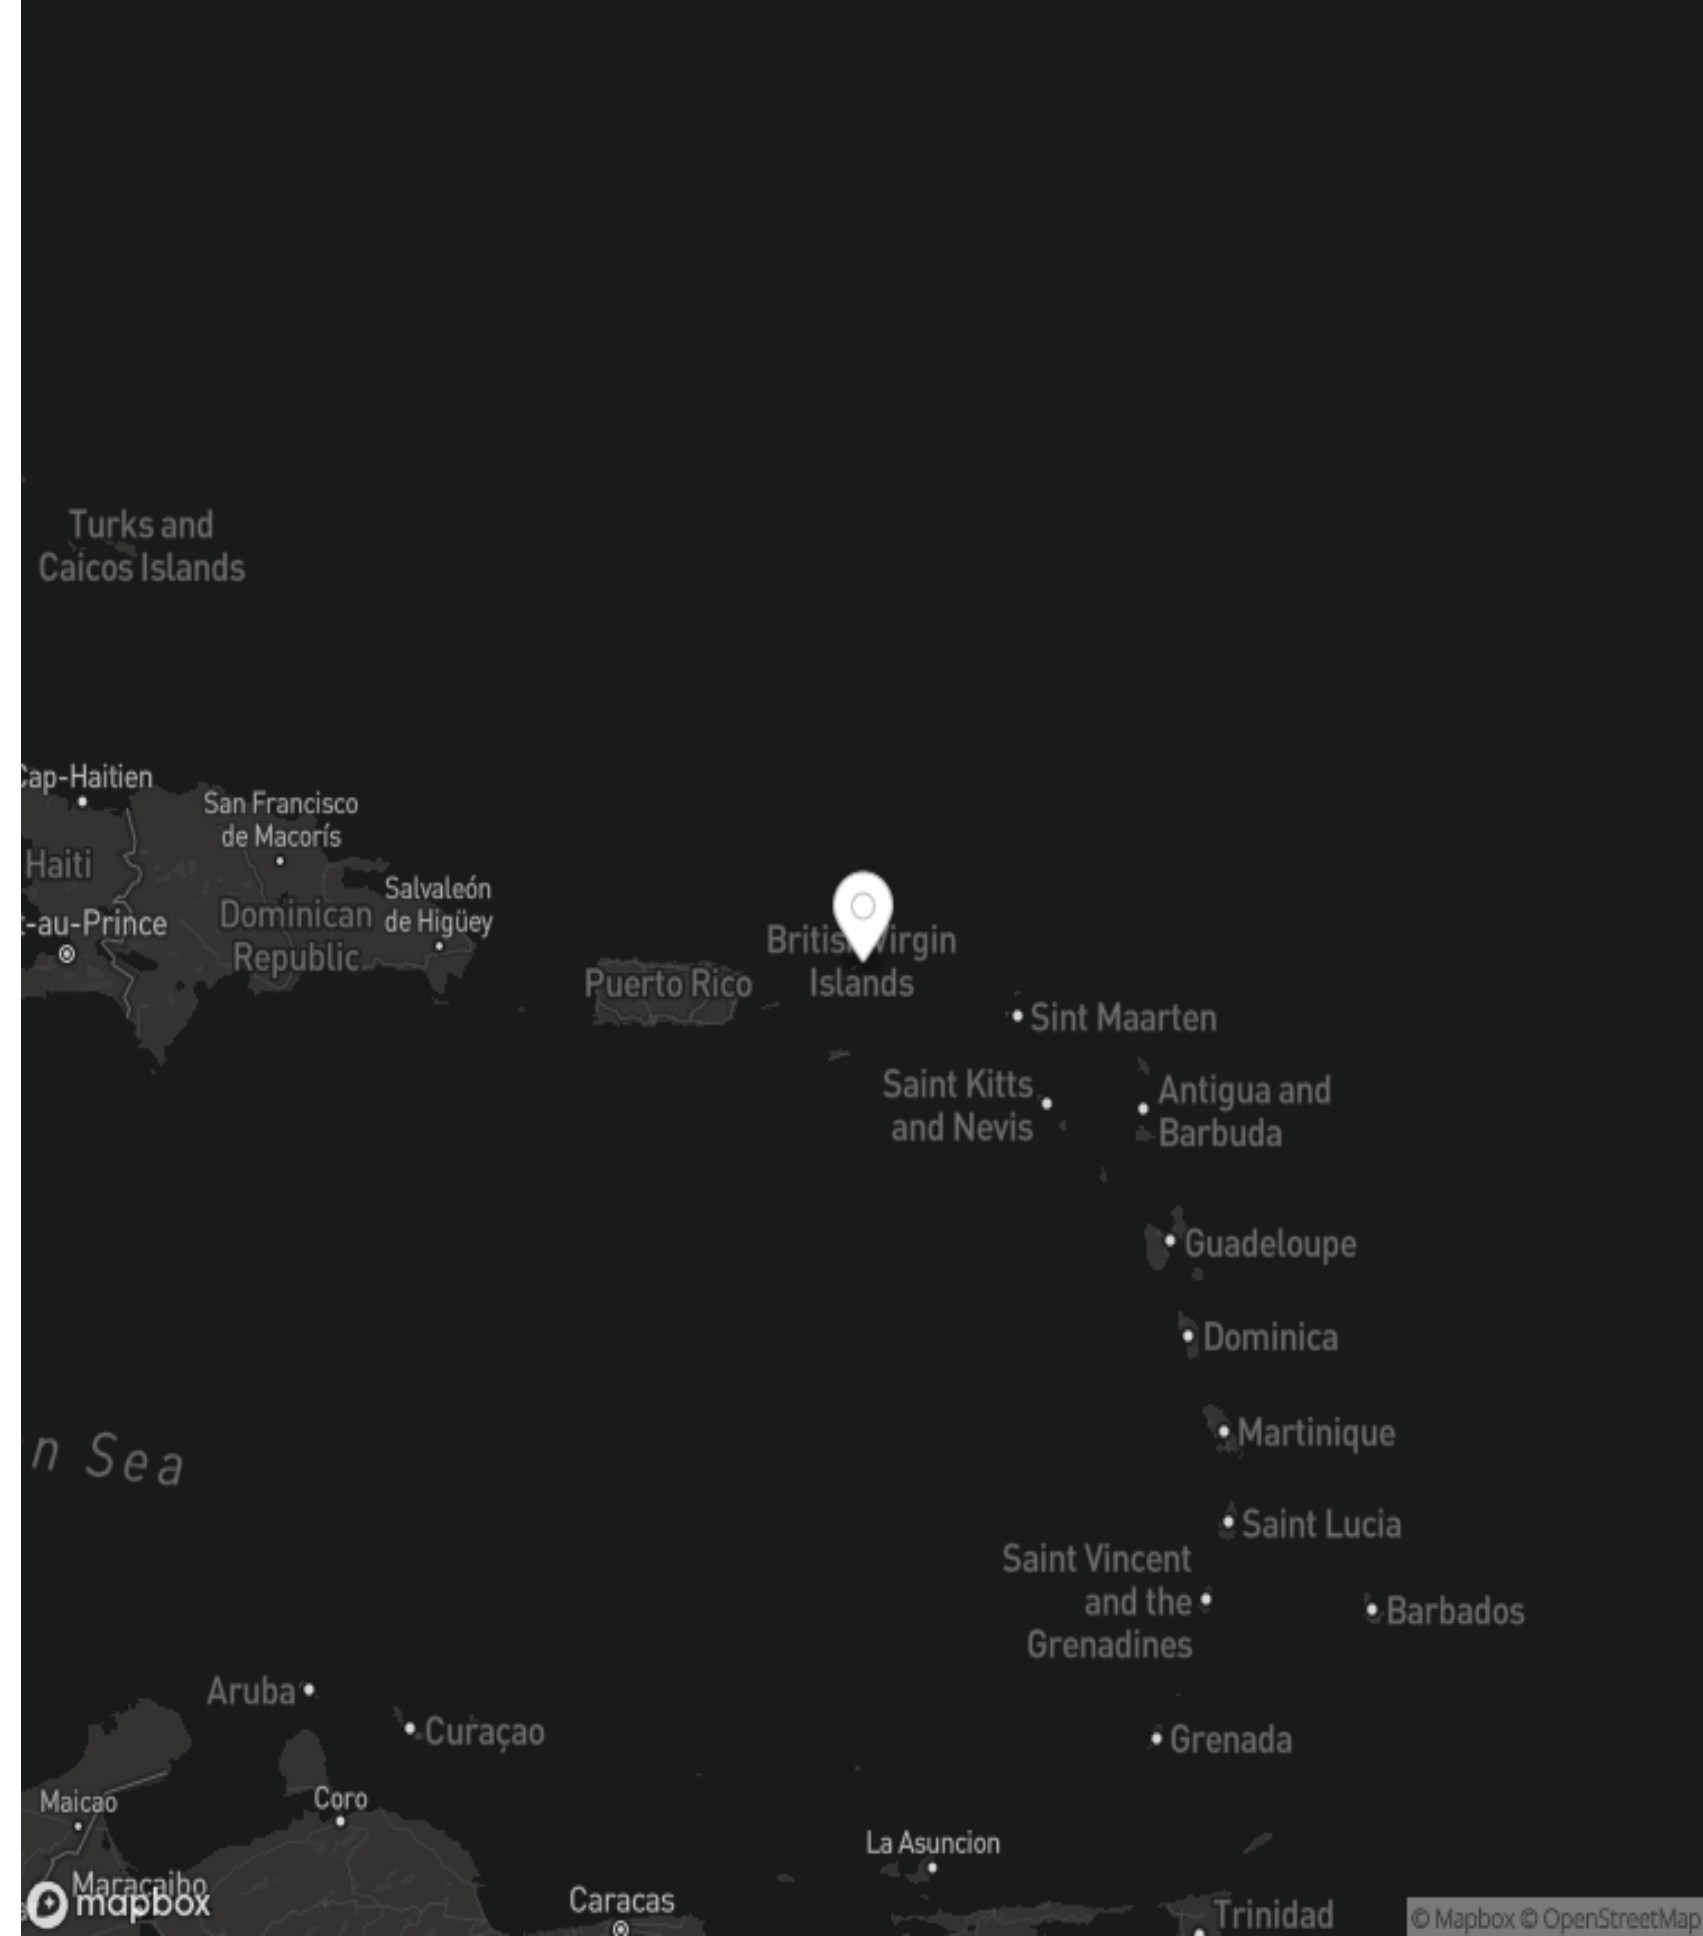 Turks and
Caicos Islands
Cap-Haitien
San Francisco
de Macorís
Haiti
Salvaleón
de Higüey
t-au-Prince
Dominican
Republic
Puerto Rico
British Virgin
Islands
Sint Maarten
Saint Kitts
and Nevis
Antigua and
Barbuda
Guadeloupe
Dominica
Martinique
n Sea
Saint Lucia
Saint Vincent
and the
Grenadines
Barbados
Aruba
Curaçao
Grenada
Maicao
Coro
La Asuncion
Maracaibo
mapbox
Caracas
Trinidad
© Mapbox © OpenStreetMap